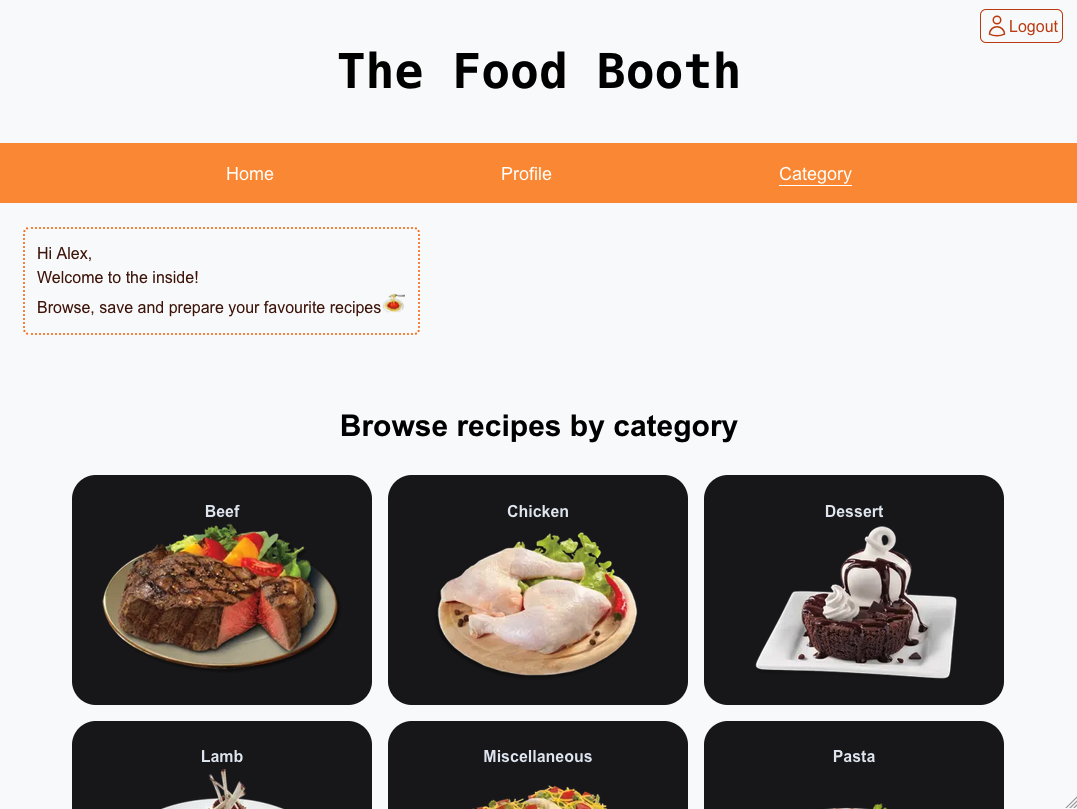 Logout
The Food Booth
Home
Profile
Category
Hi Alex,
Welcome to the inside!
Browse, save and prepare your favourite recipes
Browse recipes by category
Beef
Chicken
Dessert
Lamb
Miscellaneous
Pasta